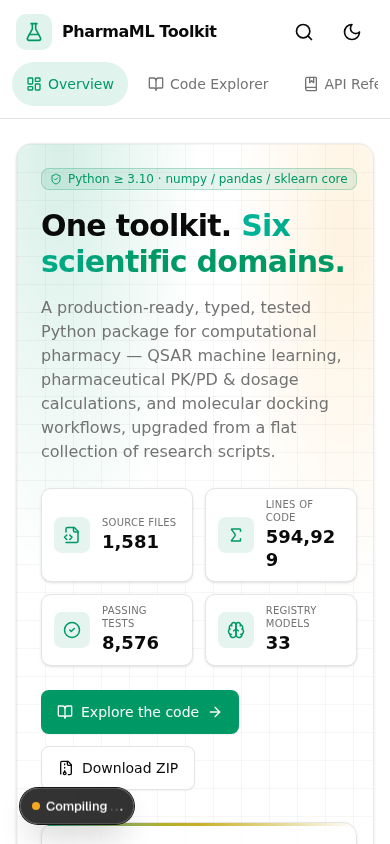 PharmaML Toolkit
Overview
Code Explorer
API Refe
Python ≥ 3.10 · numpy / pandas / sklearn core
One toolkit. Six
scientific domains.
A production-ready, typed, tested
Python package for computational
pharmacy — QSAR machine learning,
pharmaceutical PK/PD & dosage
calculations, and molecular docking
workflows, upgraded from a flat
collection of research scripts.
SOURCE FILES
1,581
LINES OF
CODE
594,92
9
PASSING
TESTS
8,576
REGISTRY
MODELS
33
Explore the code
Download ZIP
Compiling...